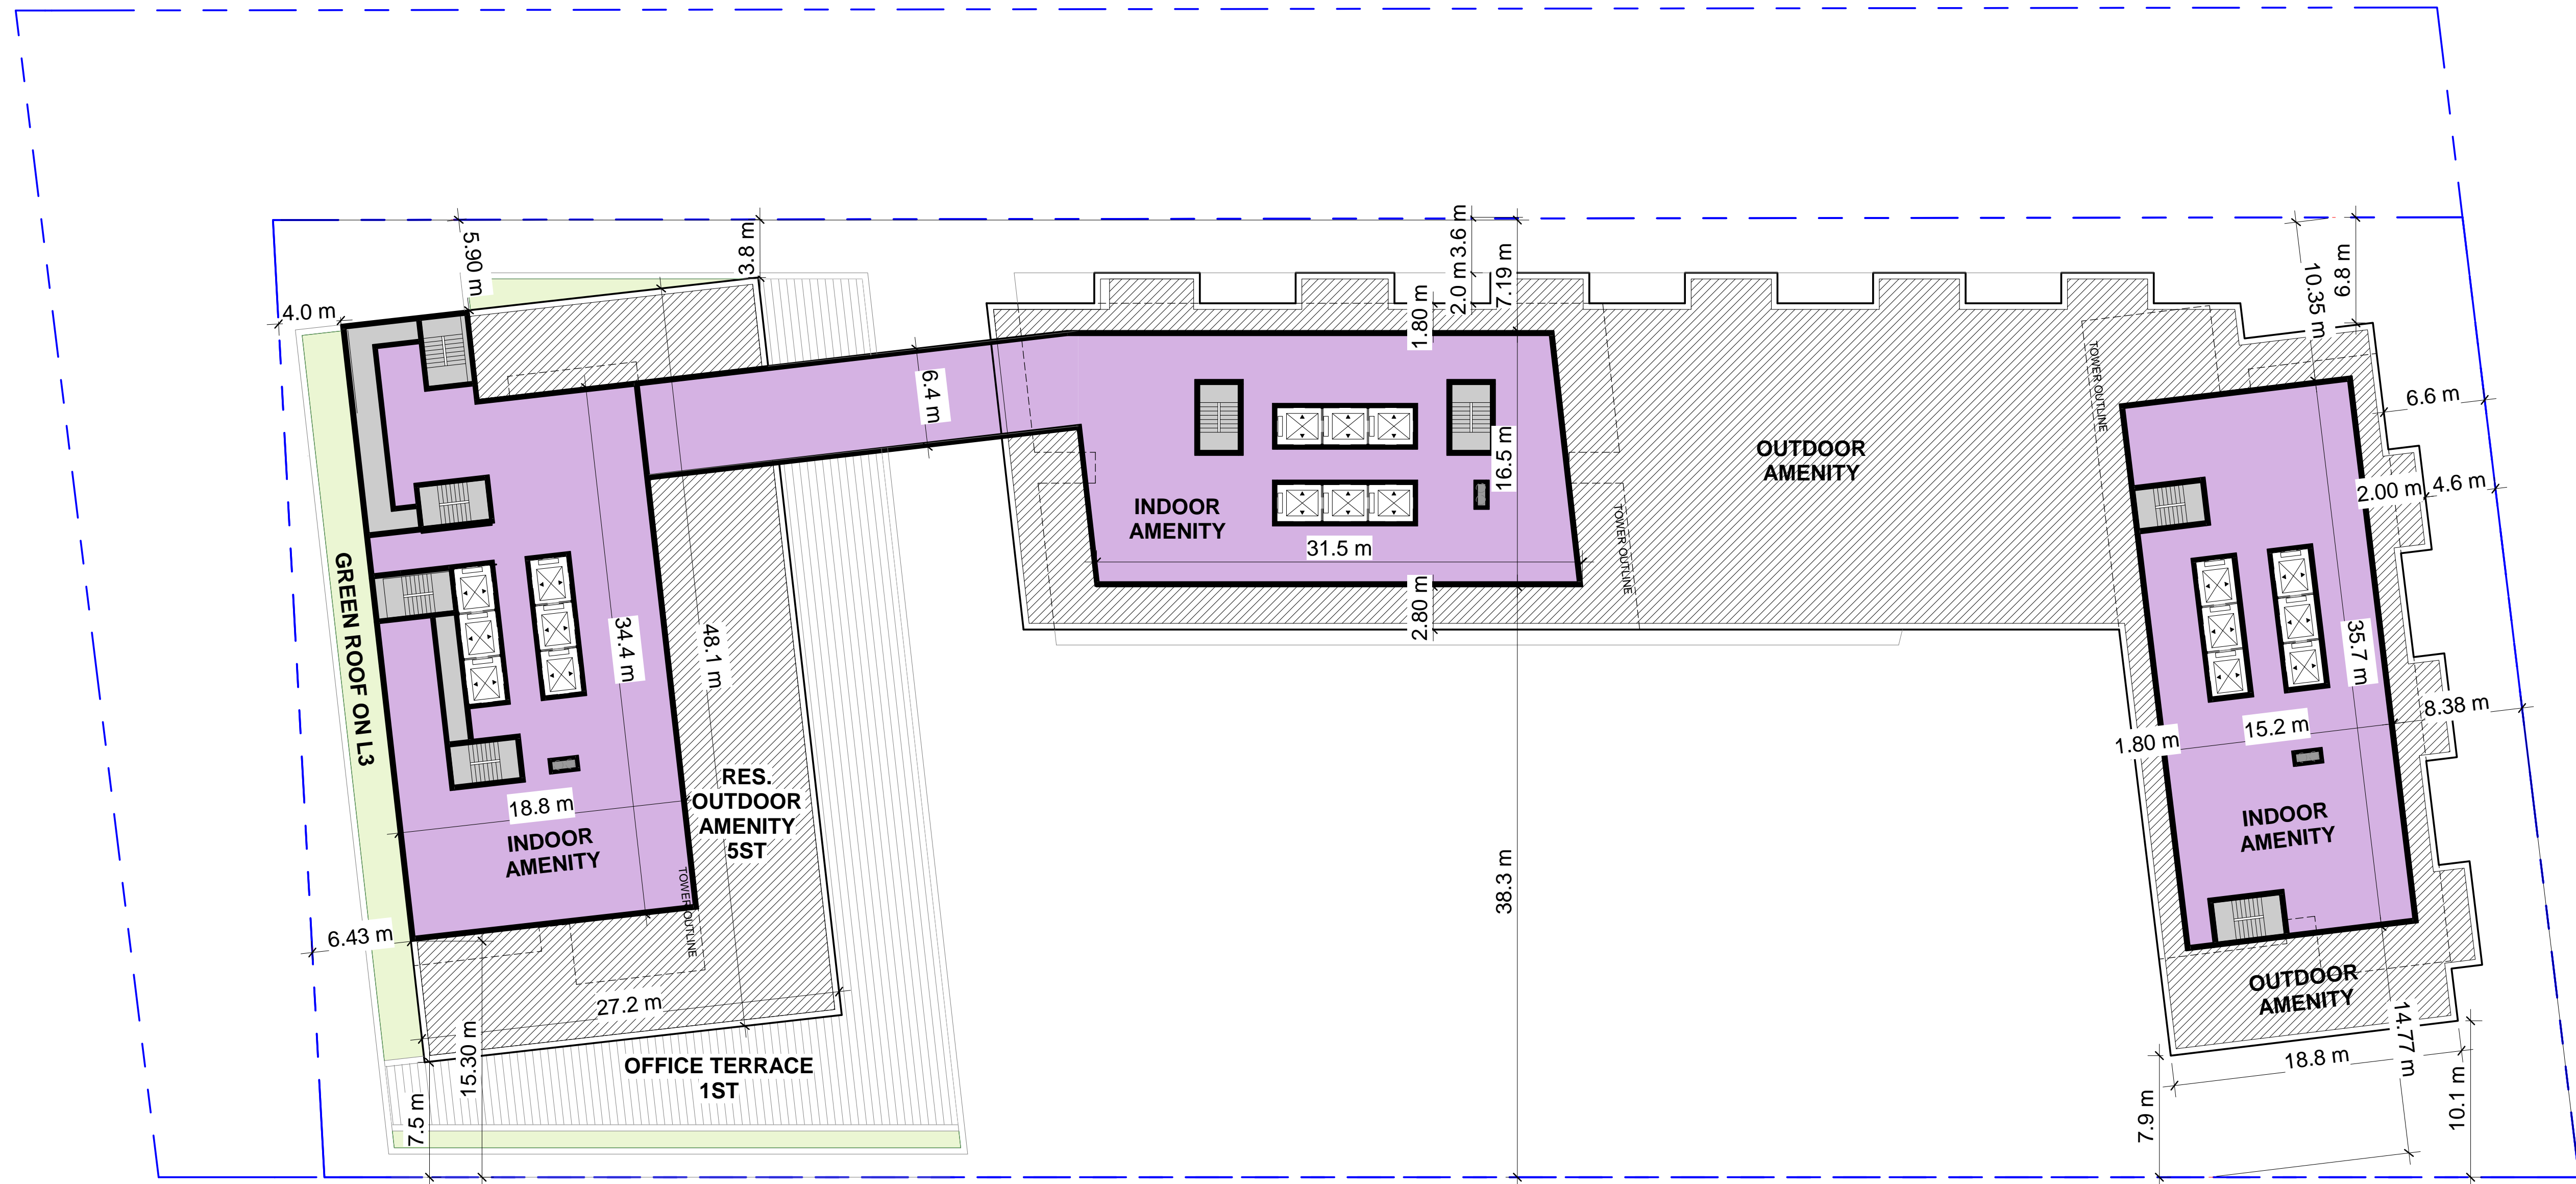 5.90 m
3.8 m
4.0 m
GREEN ROOF ON L3
6.4 m
34.4 m
48.1 m
18.8 m
INDOOR
AMENITY
RES.
OUTDOOR
AMENITY
5ST
TOWER OUTLINE
6.43 m
27.2 m
15.30 m
7.5 m
OFFICE TERRACE
1ST
3.6 m
2.0 m
7.19 m
1.80 m
16.5 m
INDOOR
AMENITY
31.5 m
2.80 m
TOWER OUTLINE
38.3 m
OUTDOOR
AMENITY
TOWER OUTLINE
10.35 m
9.8 m
6.6 m
2.00 m
4.6 m
35.7 m
8.38 m
15.2 m
1.80 m
INDOOR
AMENITY
OUTDOOR
AMENITY
14.77 m
18.8 m
7.9 m
10.1 m